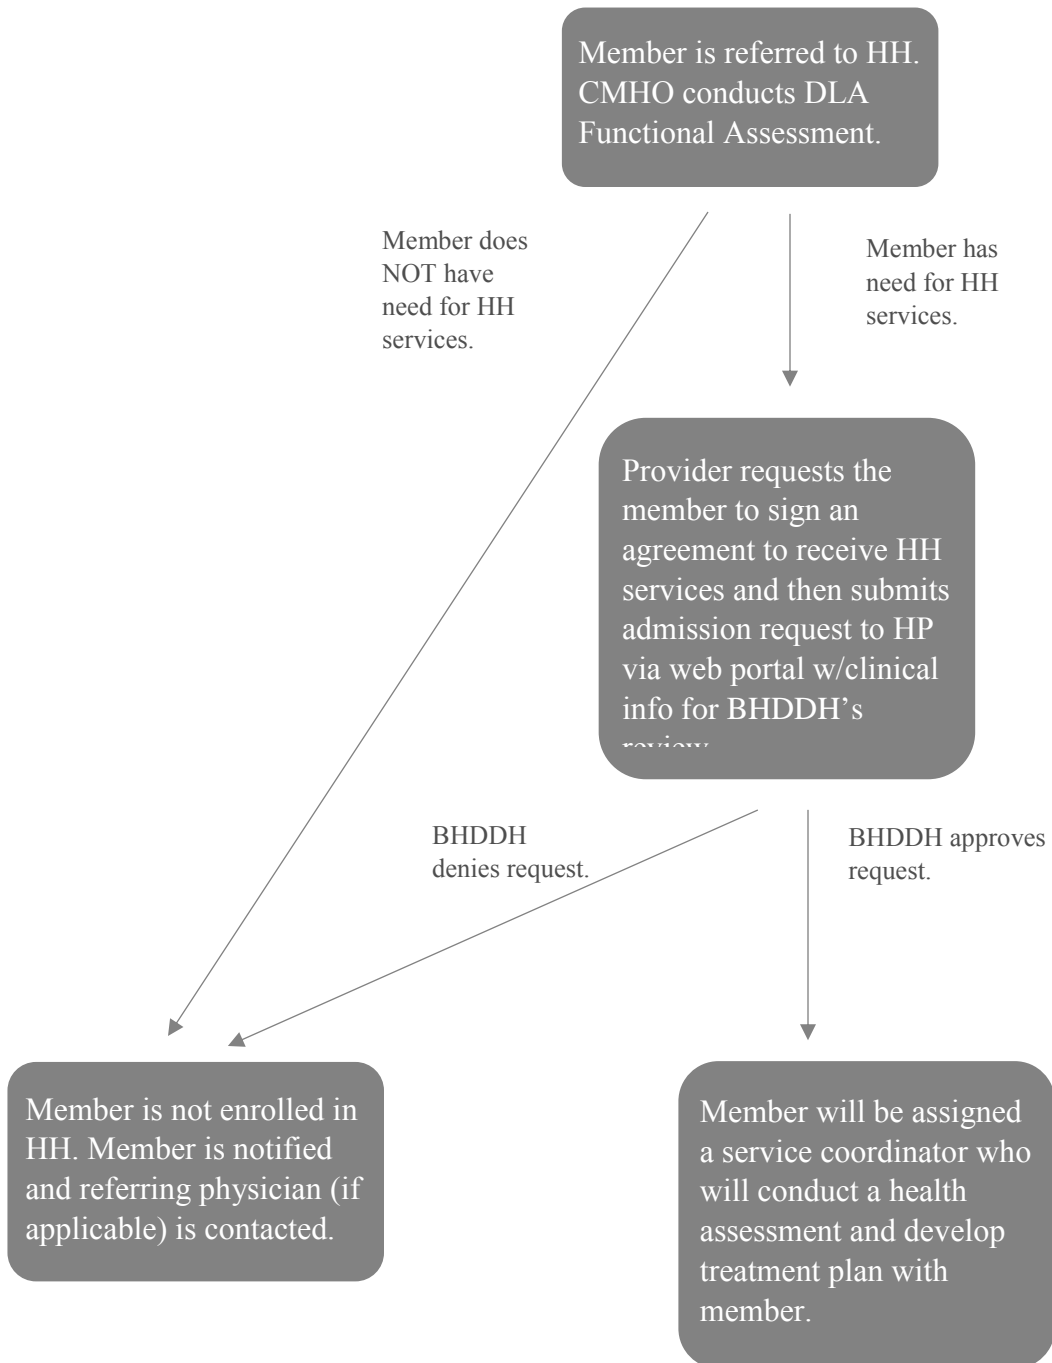 Member is referred to HH.
CMHO conducts DLA
Functional Assessment.
Member does
NOT have
need for HH
services.
Member has
need for HH
services.
Provider requests the
member to sign an
agreement to receive HH
services and then submits
admission request to HP
via web portal w/clinical
info for BHDDH’s
BHDDH
denies request.
BHDDH approves
request.
Member is not enrolled in
HH. Member is notified
and referring physician (if
applicable) is contacted.
Member will be assigned
a service coordinator who
will conduct a health
assessment and develop
treatment plan with
member.